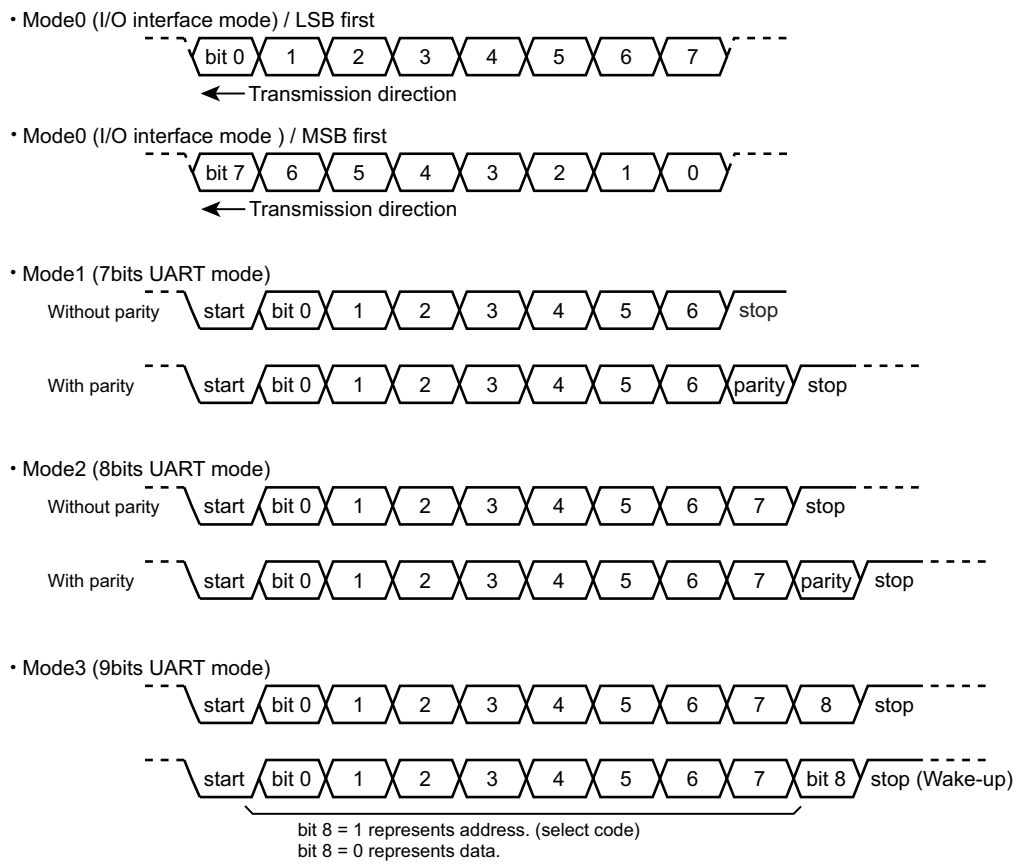 ・Mode0 (I/O interface mode) / LSB first
bit 0 1 2 3 4 5 6 7
Transmission direction
・Mode0 (I/O interface mode ) / MSB first
bit 7 6 5 4 3 2 1 0
Transmission direction
・Mode1 (7bits UART mode)
Without parity start bit 0 1 2 3 4 5 6 stop
With parity start bit 0 1 2 3 4 5 6 parity stop
・Mode2 (8bits UART mode)
Without parity start bit 0 1 2 3 4 5 6 7 stop
With parity start bit 0 1 2 3 4 5 6 7 parity stop
・Mode3 (9bits UART mode)
start bit 0 1 2 3 4 5 6 7 8 stop
start bit 0 1 2 3 4 5 6 7 bit 8 stop (Wake-up)
bit 8 = 1 represents address. (select code)
bit 8 = 0 represents data.